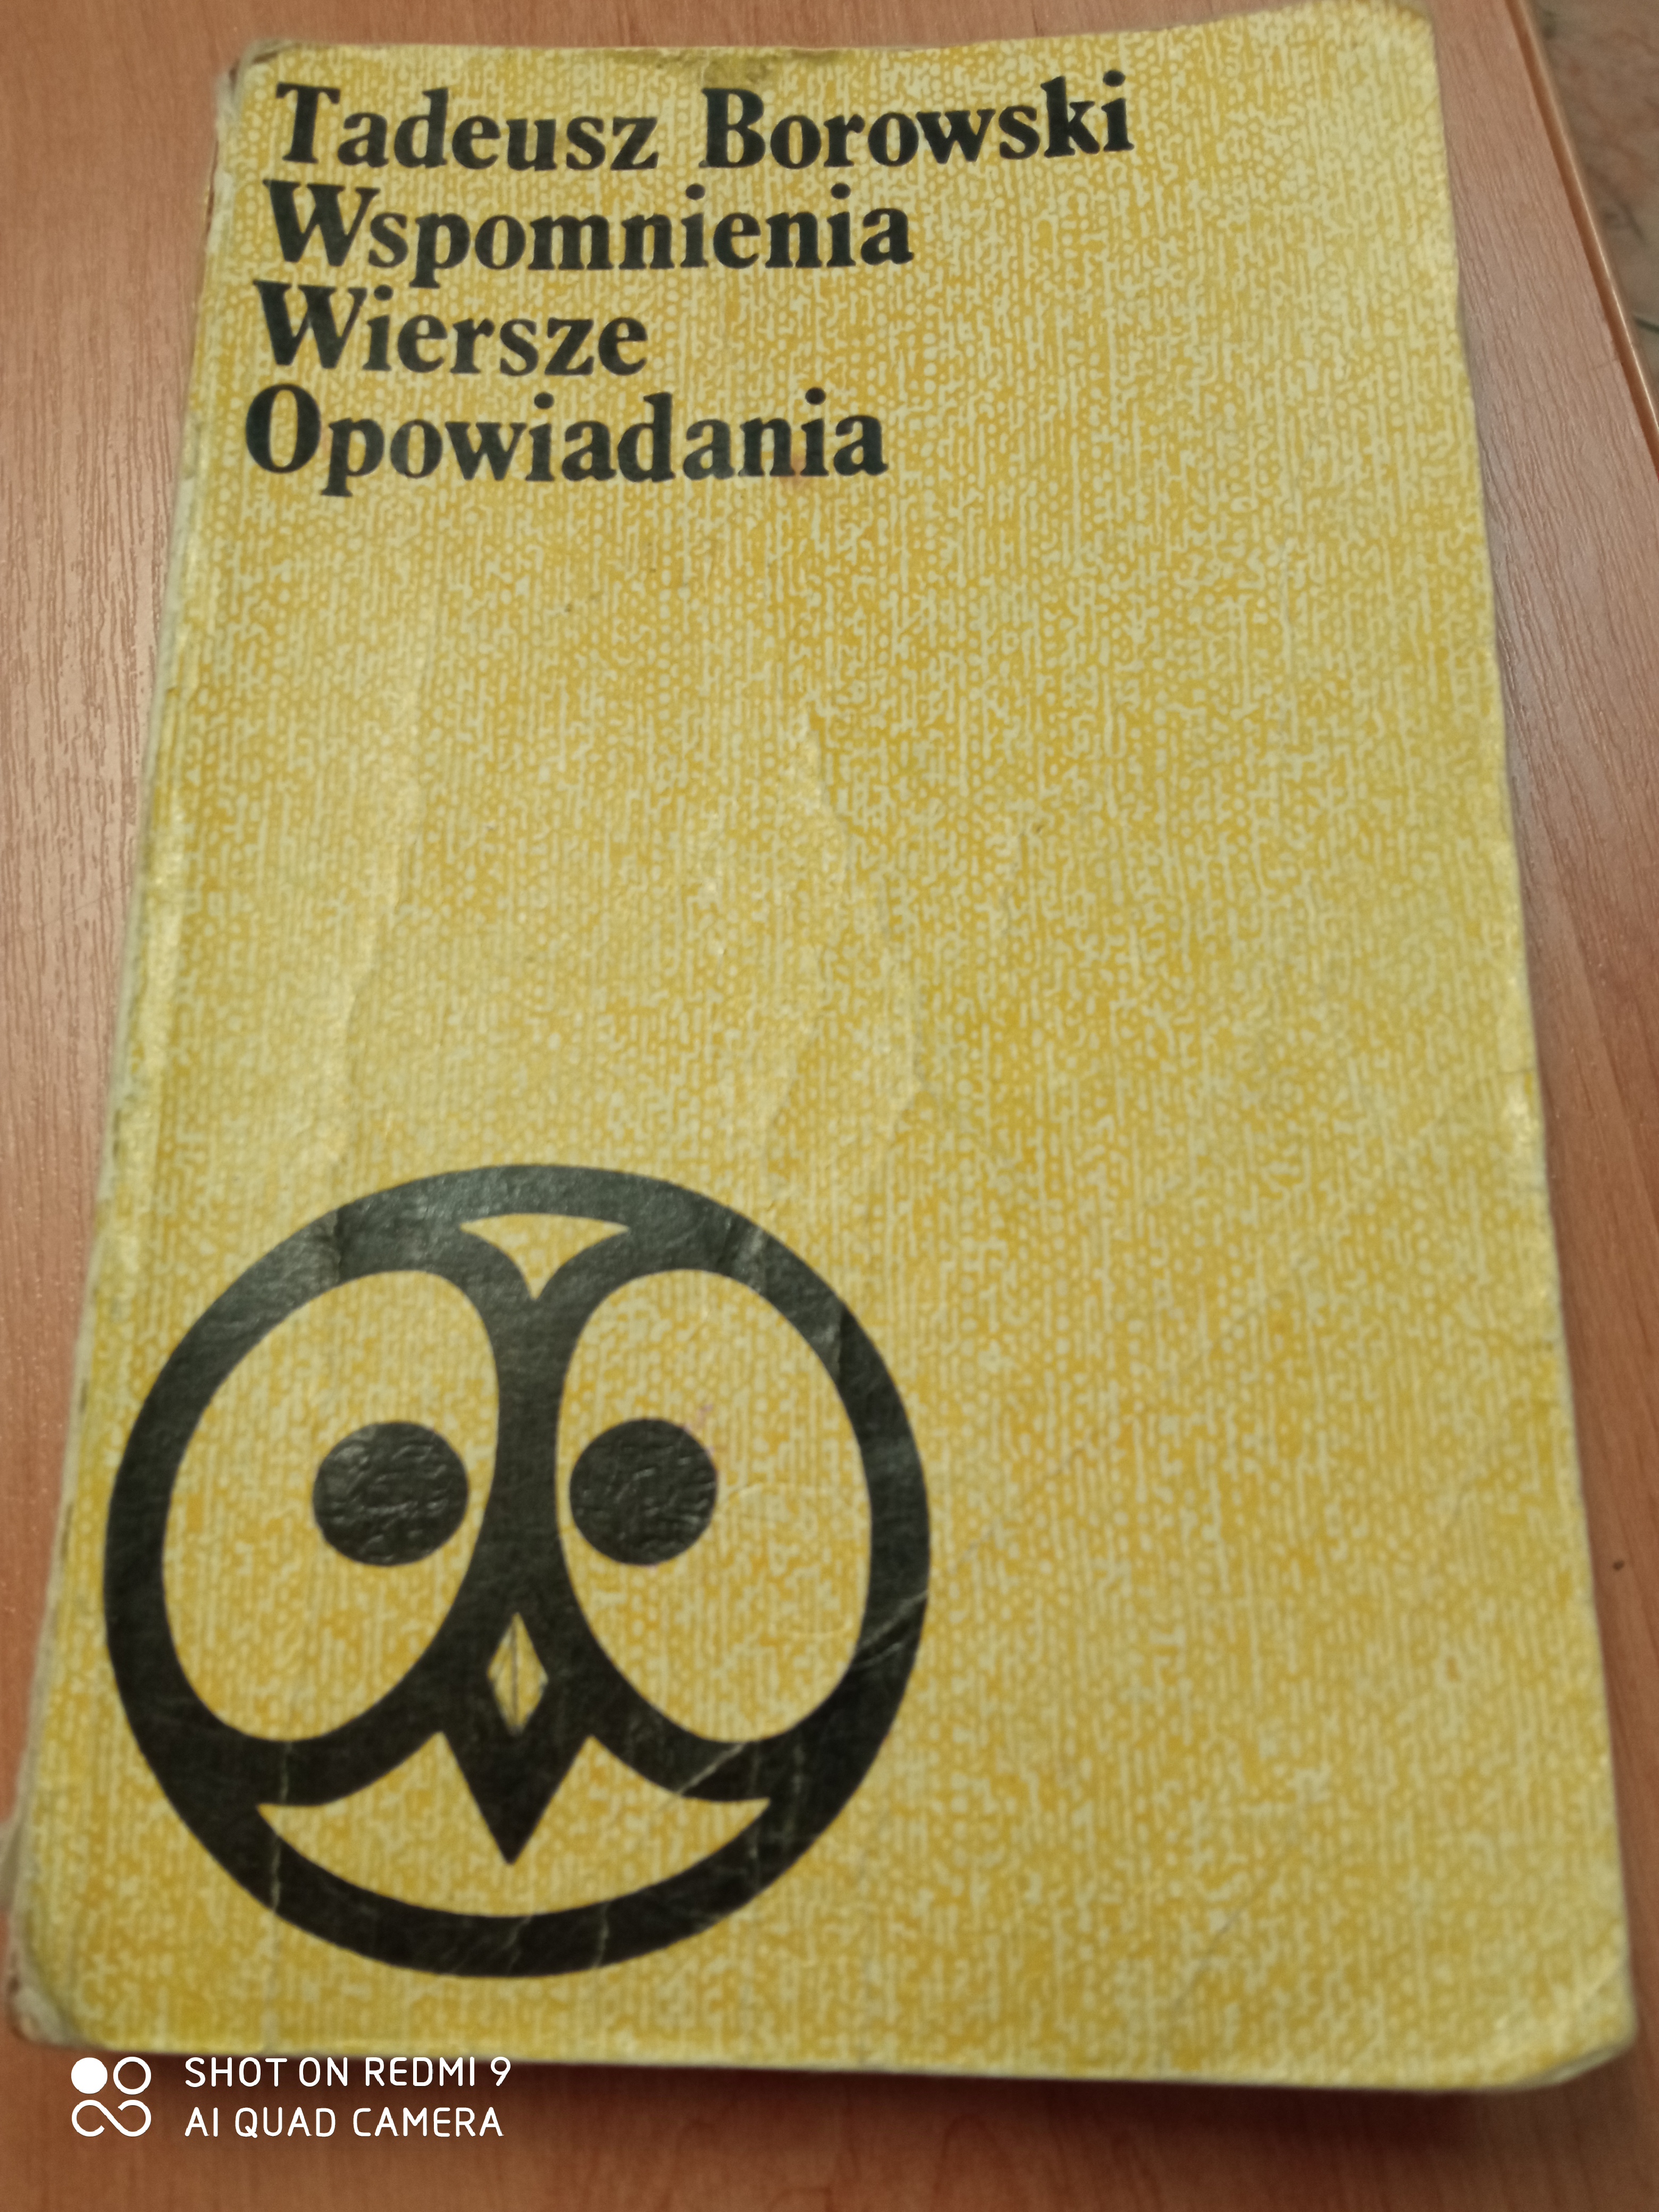 Tadeusz Borowski
Wspomnienia
Wiersze
Opowiadania
SHOT ON REDMI 9
AI QUAD CAMERA